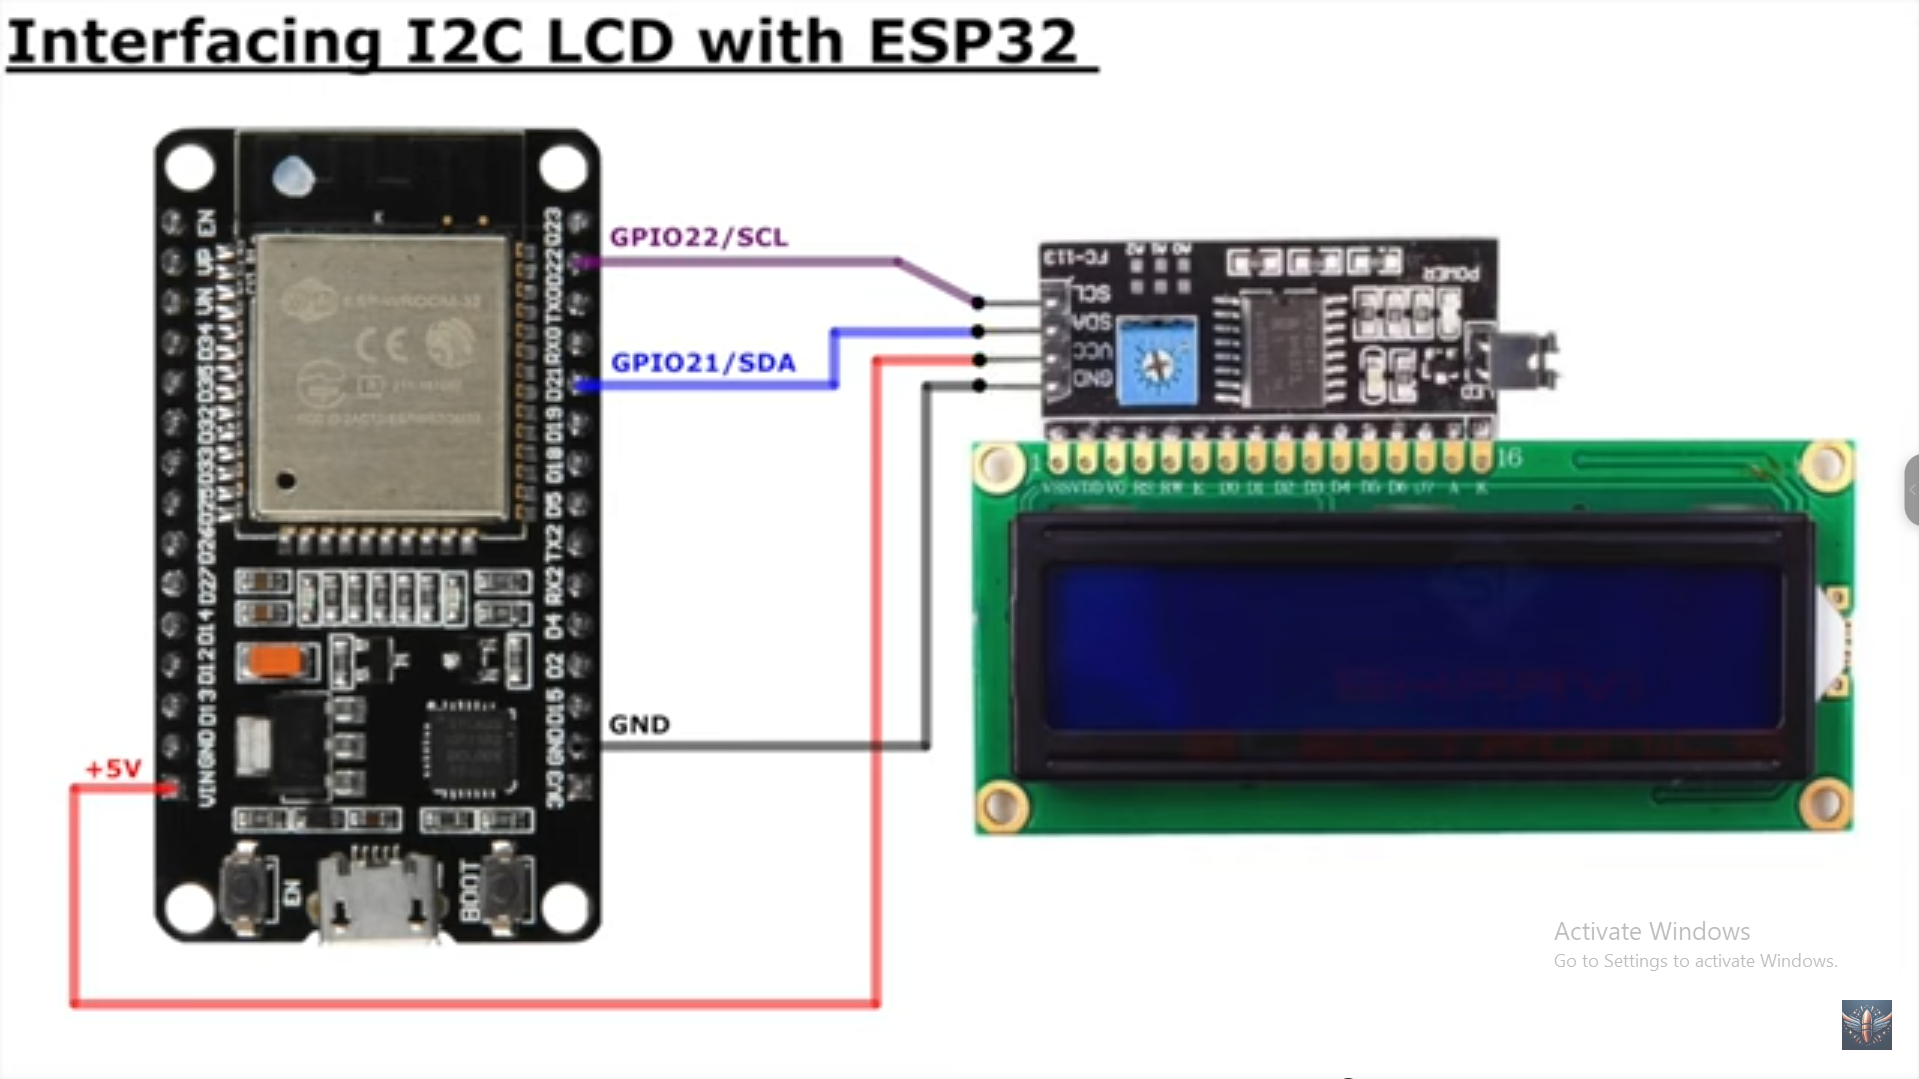 Interfacing I2C LCD with ESP32
EN
UP
UN
D34
D35
D32
D33
D25
D26
D27
D14
D12
D13
GND
VIN
D23
D22
TX0
RX0
D21
D19
D18
D5
TX2
RX2
D4
D2
D15
GND
3V3
ESP-WROOM-32
CE
EN
BOOT
GPIO22/SCL
GPIO21/SDA
GND
+5V
FC-113
A2 A1 A0
POWER
SCL
SDA
VCC
GND
LED
1
16
VSS VDD VO RS RW E D0 D1 D2 D3 D4 D5 D6 D7 A K
Activate Windows
Go to Settings to activate Windows.